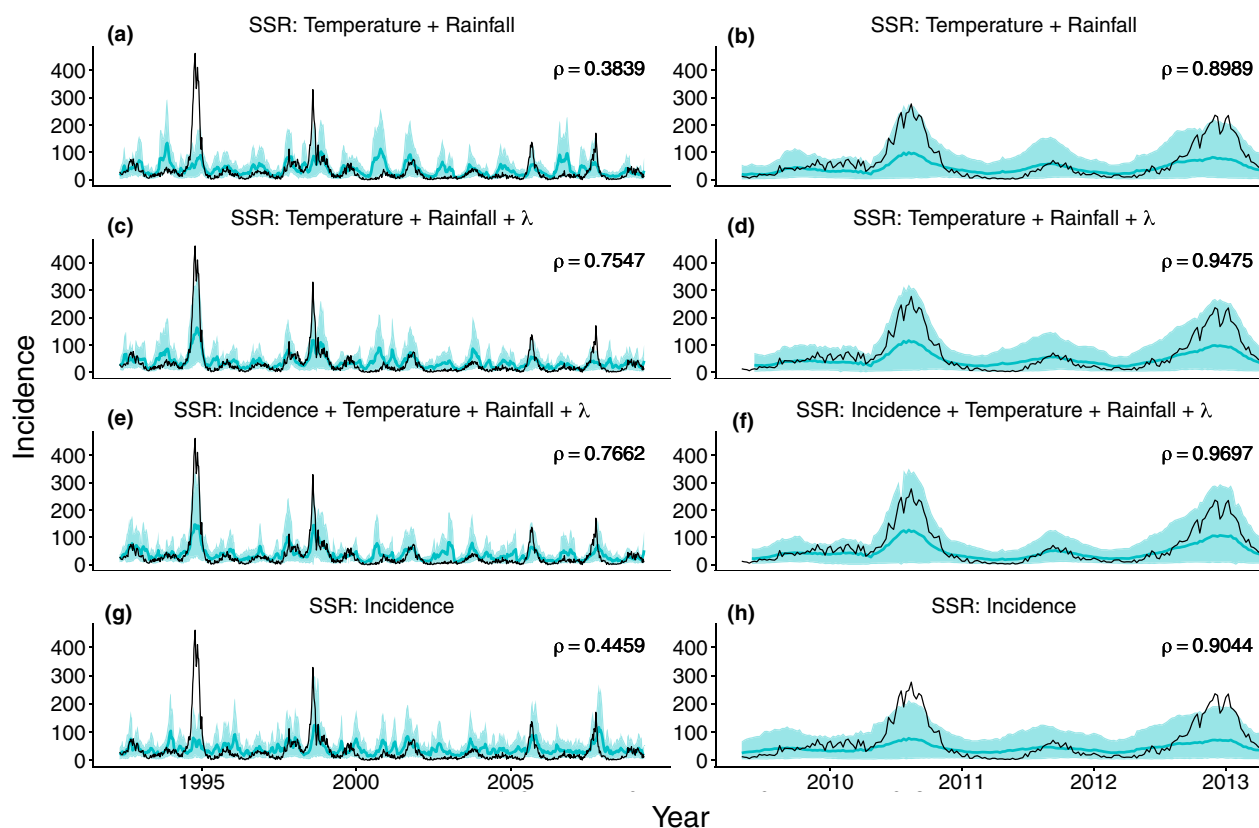 (a) SSR: Temperature + Rainfall
ρ = 0.3839
400
300
200
100
0
(b) SSR: Temperature + Rainfall
ρ = 0.8989
400
300
200
100
0
(c) SSR: Temperature + Rainfall + λ
ρ = 0.7547
400
300
200
100
0
(d) SSR: Temperature + Rainfall + λ
ρ = 0.9475
400
300
200
100
0
(e) SSR: Incidence + Temperature + Rainfall + λ
ρ = 0.7662
400
300
200
100
0
(f) SSR: Incidence + Temperature + Rainfall + λ
ρ = 0.9697
400
300
200
100
0
(g) SSR: Incidence
ρ = 0.4459
400
300
200
100
0
1995 2000 2005
(h) SSR: Incidence
ρ = 0.9044
400
300
200
100
0
2010 2011 2012 2013
Incidence
Year